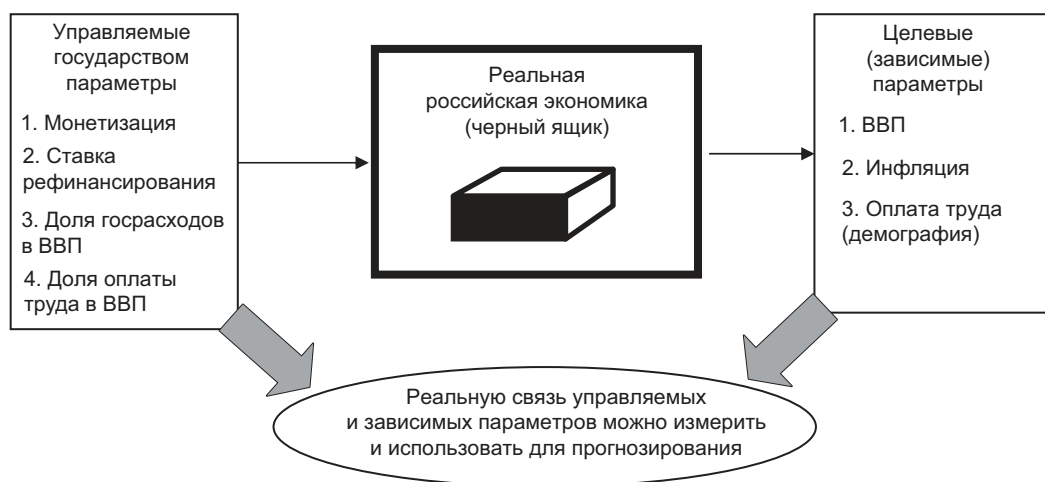 Управляемые
государством
параметры
1. Монетизация
2. Ставка
рефинансирования
3. Доля госрасходов
в ВВП
4. Доля оплаты
труда в ВВП
Реальная
российская экономика
(черный ящик)
Целевые
(зависимые)
параметры
1. ВВП
2. Инфляция
3. Оплата труда
(демография)
Реальную связь управляемых
и зависимых параметров можно измерить
и использовать для прогнозирования